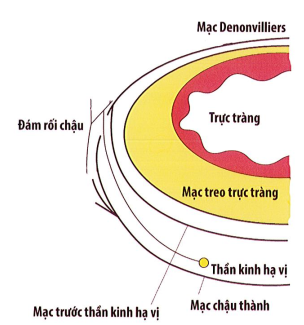 Mạc Denonvilliers
Trực tràng
Đám rối chậu
Mạc treo trực tràng
Thần kinh hạ vị
Mạc chậu thành
Mạc trước thần kinh hạ vị